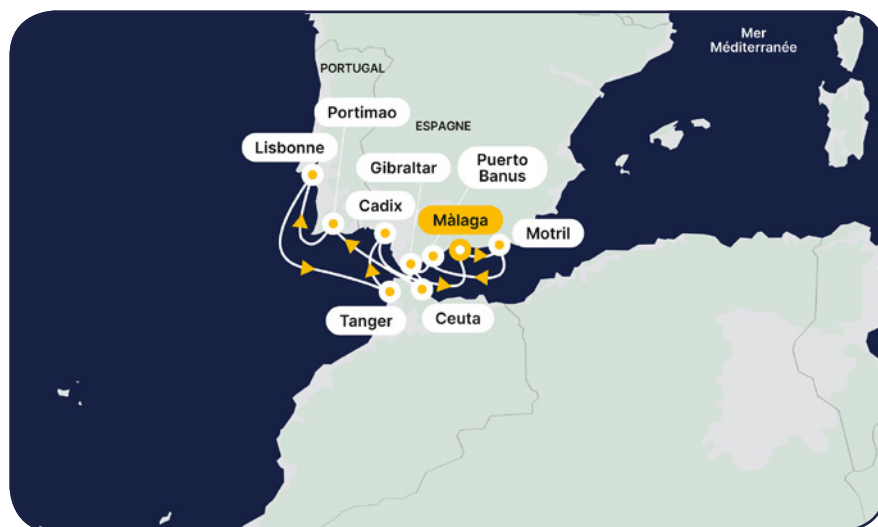 Mer
Méditerranée
PORTUGAL
Portimao
ESPAGNE
Lisbonne
Gibraltar
Puerto
Banus
Cadix
Màlaga
Motril
Tanger
Ceuta